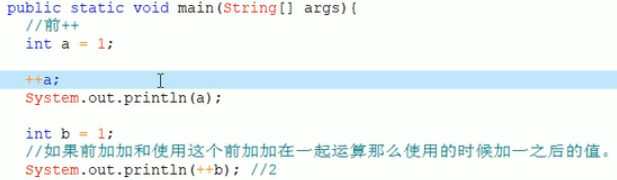 public static void main(String[] args){
//前++
int a = 1;
++a;
System.out.println(a);
int b = 1;
//如果前加加和使用这个前加加在一起运算那么使用的时候加一之后的值。
System.out.println(++b); //2